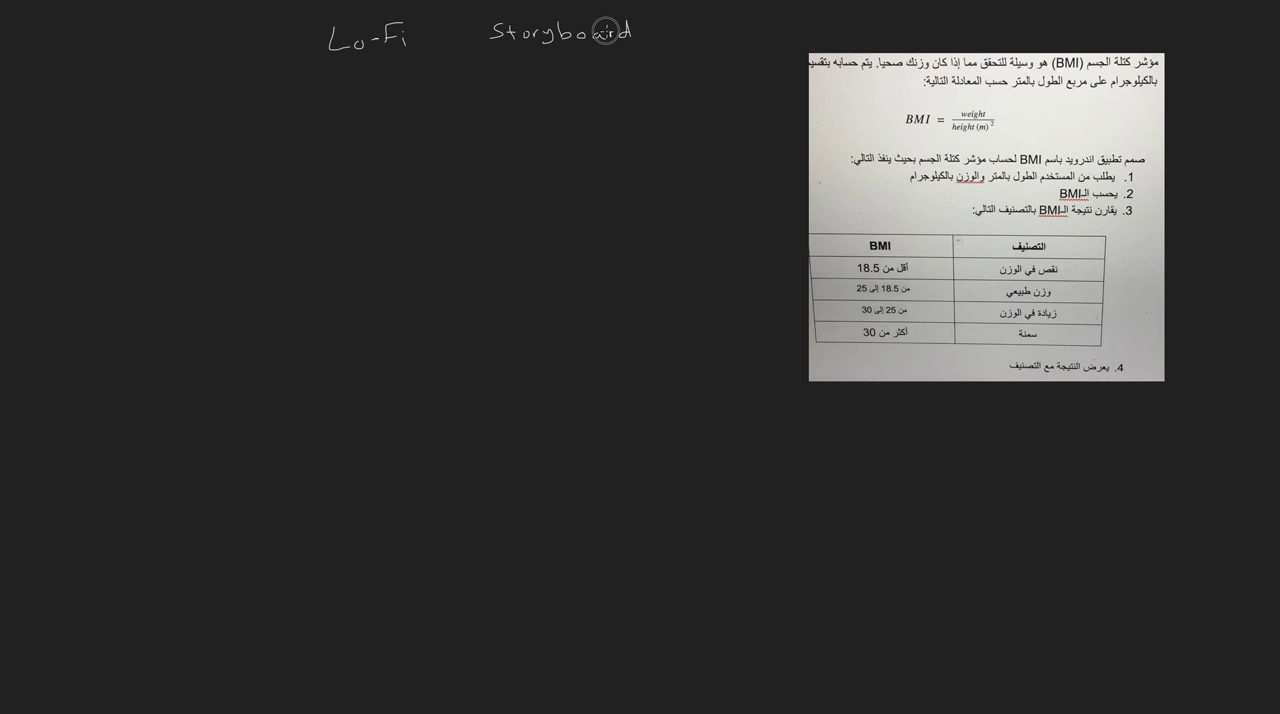 Lo-Fi Storyboard
مؤشر كتلة الجسم (BMI) هو وسيلة للتحقق مما إذا كان وزنك صحيا. يتم حسابه
بالكيلوجرام على مربع الطول بالمتر حسب المعادلة التالية:
BMI = weight / height (m) ²
صمم تطبيق اندرويد باسم BMI لحساب مؤشر كتلة الجسم بحيث ينفذ التالي:
1. يطلب من المستخدم الطول بالمتر والوزن بالكيلوجرام
2. يحسب الـBMI
3. يقارن نتيجة الـBMI بالتصنيف التالي:
التصنيف BMI
نقص في الوزن أقل من 18.5
وزن طبيعي من 18.5 إلى 25
زيادة في الوزن من 25 إلى 30
سمنة أكثر من 30
4. يعرض النتيجة مع التصنيف